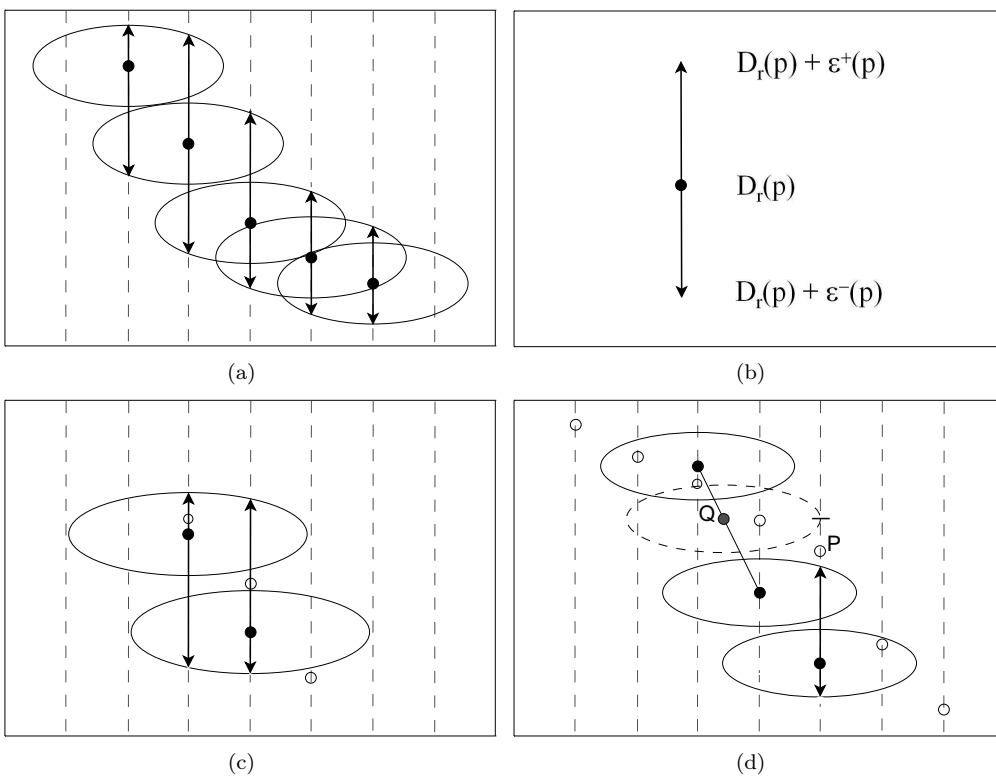 D_r(p) + ε⁺(p)
D_r(p)
D_r(p) + ε⁻(p)
(a)
(b)
Q
P
(c)
(d)